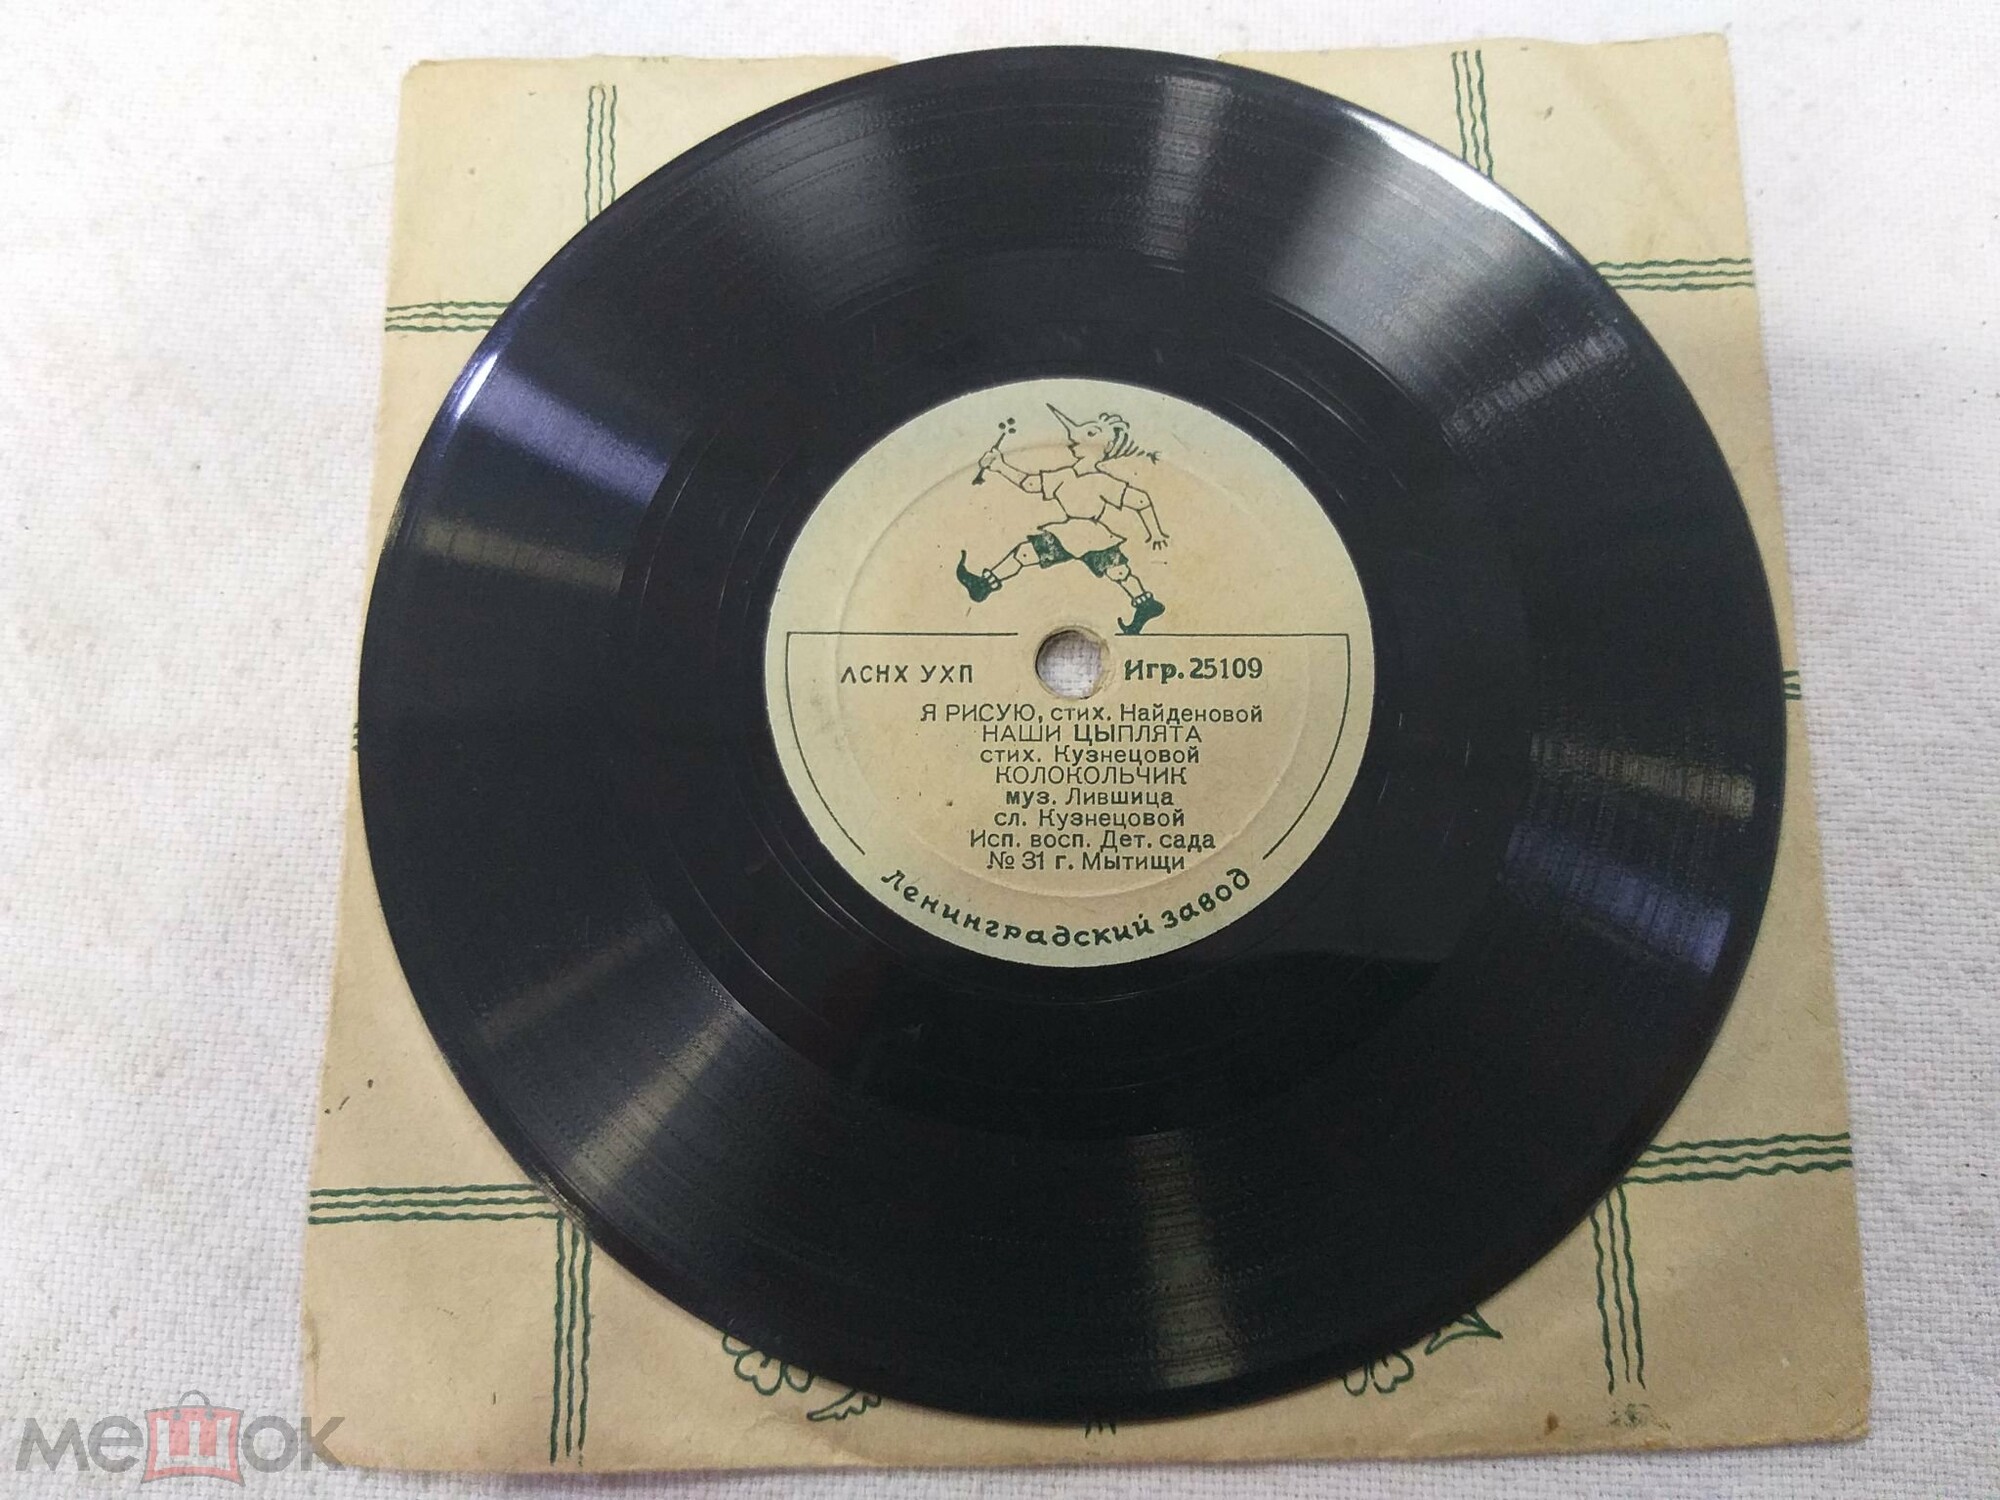 ЛСНХ УХП Игр. 25109
Я РИСУЮ, стих. Найденовой
НАШИ ЦЫПЛЯТА
стих. Кузнецовой
КОЛОКОЛЬЧИК
муз. Лившица
сл. Кузнецовой
Исп. восп. Дет. сада
№ 31 г. Мытищи
Ленинградский завод
мешок